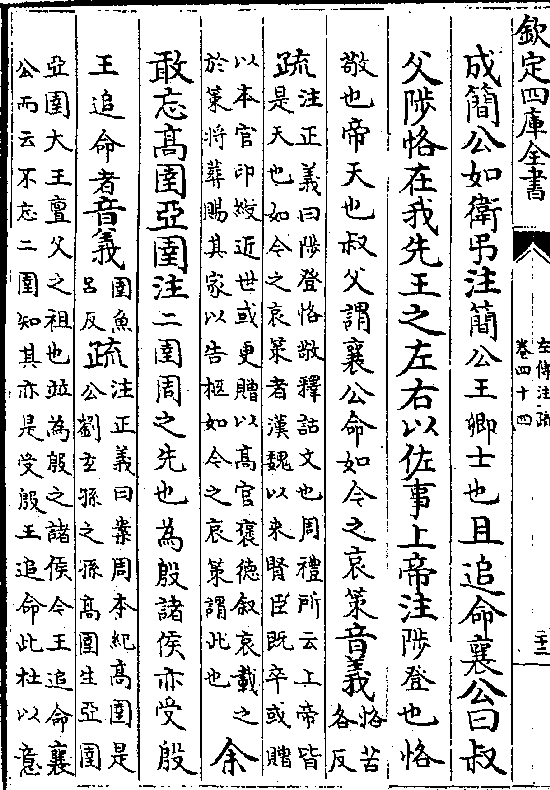 欽定四庫全書
左傳注疏
卷四十四
二十三
成簡公如衛弔注簡公王卿士也且追命襄公曰叔
父陟恪在我先王之左右以佐事上帝注陟登也恪
敬也帝天也叔父謂襄公命如今之哀策音義恪苦
各反
疏注正義曰陟登恪敬釋詁文也周禮所云上帝皆
是天也如今之哀策者漢魏以來賢臣既卒或贈
以本官印綬近世或更贈以高官襃德叙哀載之
於策將葬賜其家以告柩如今之哀策謂此也余
敢忘高圉亞圉注二圉周之先也為殷諸侯亦受殷
王追命者音義圉魚
呂反疏注正義曰案周本紀高圉是
公劉玄孫之孫高圉生亞圉
亞圉大王亶父之祖也並為殷之諸侯今王追命襄
公而云不忘二圉知其亦是受殷王追命此杜以意